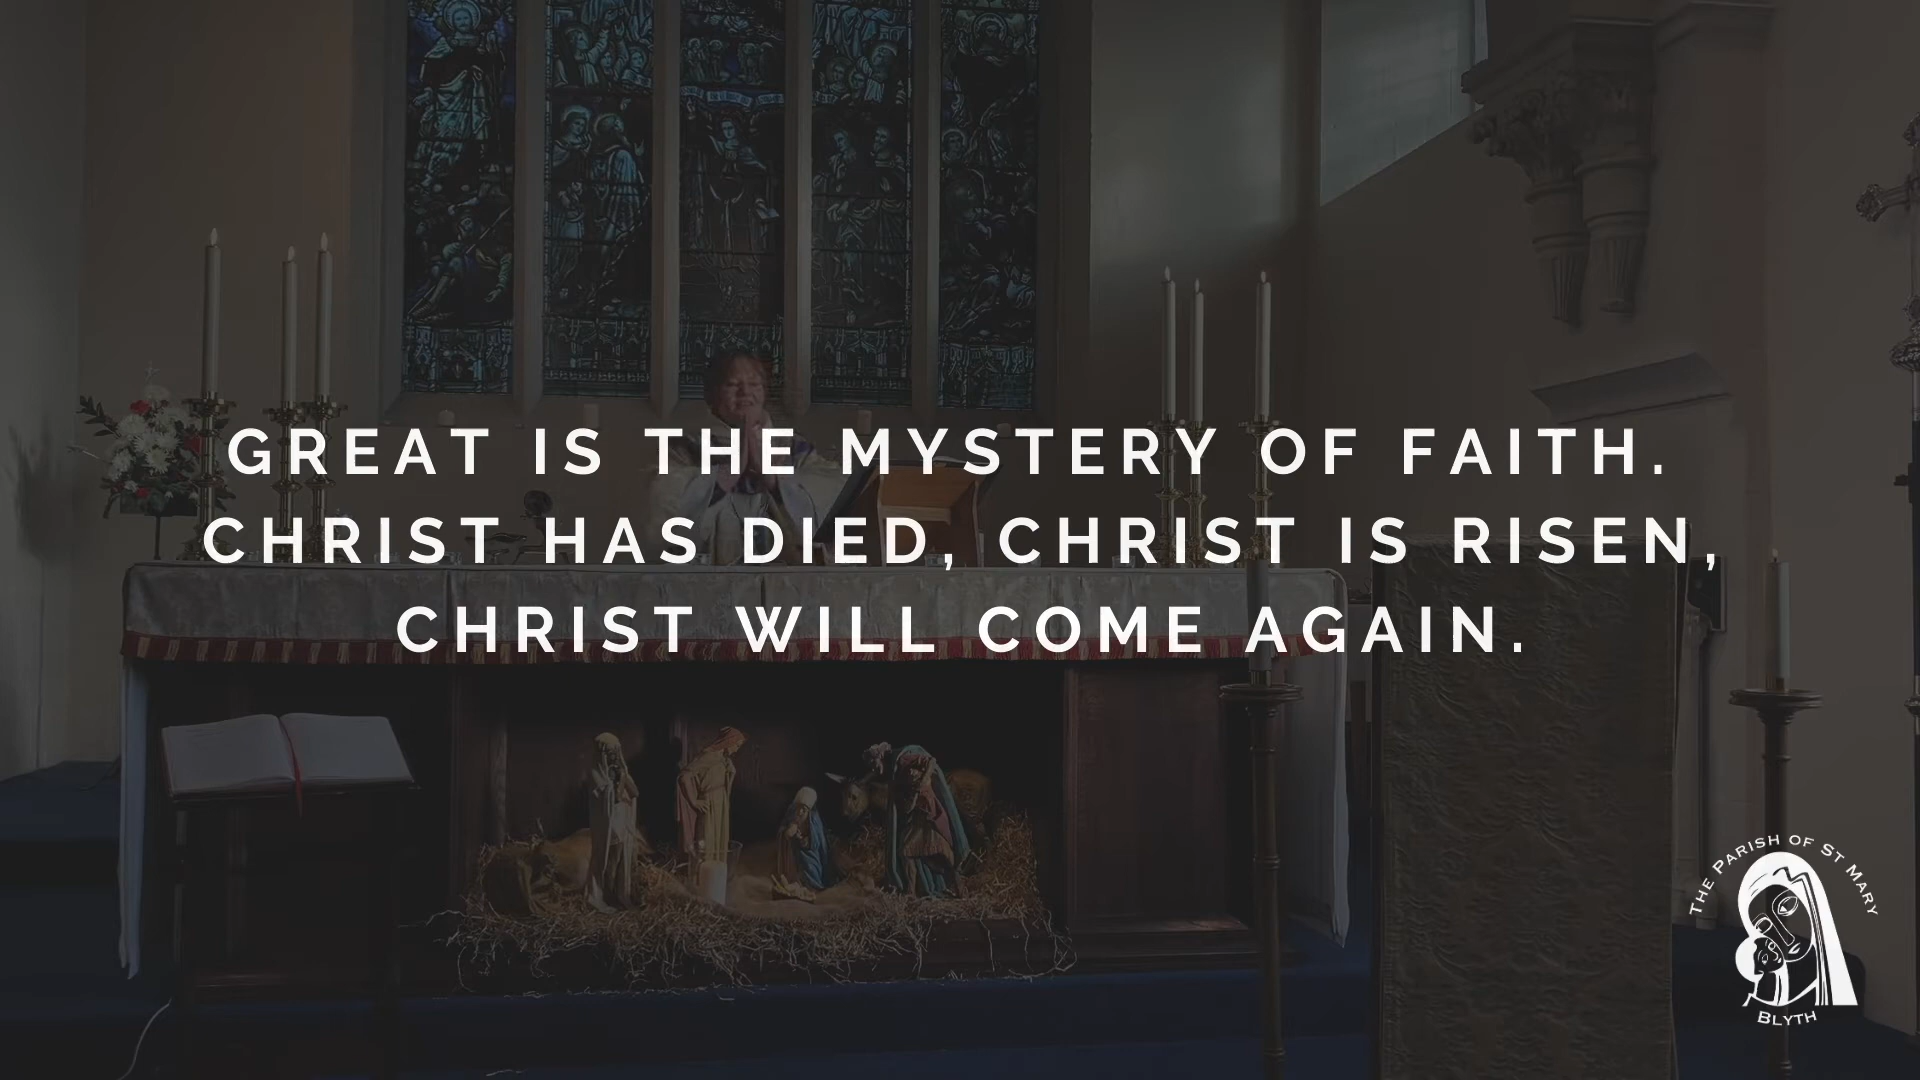 GREAT IS THE MYSTERY OF FAITH.
CHRIST HAS DIED, CHRIST IS RISEN,
CHRIST WILL COME AGAIN.
THE PARISH OF ST MARY
BLYTH